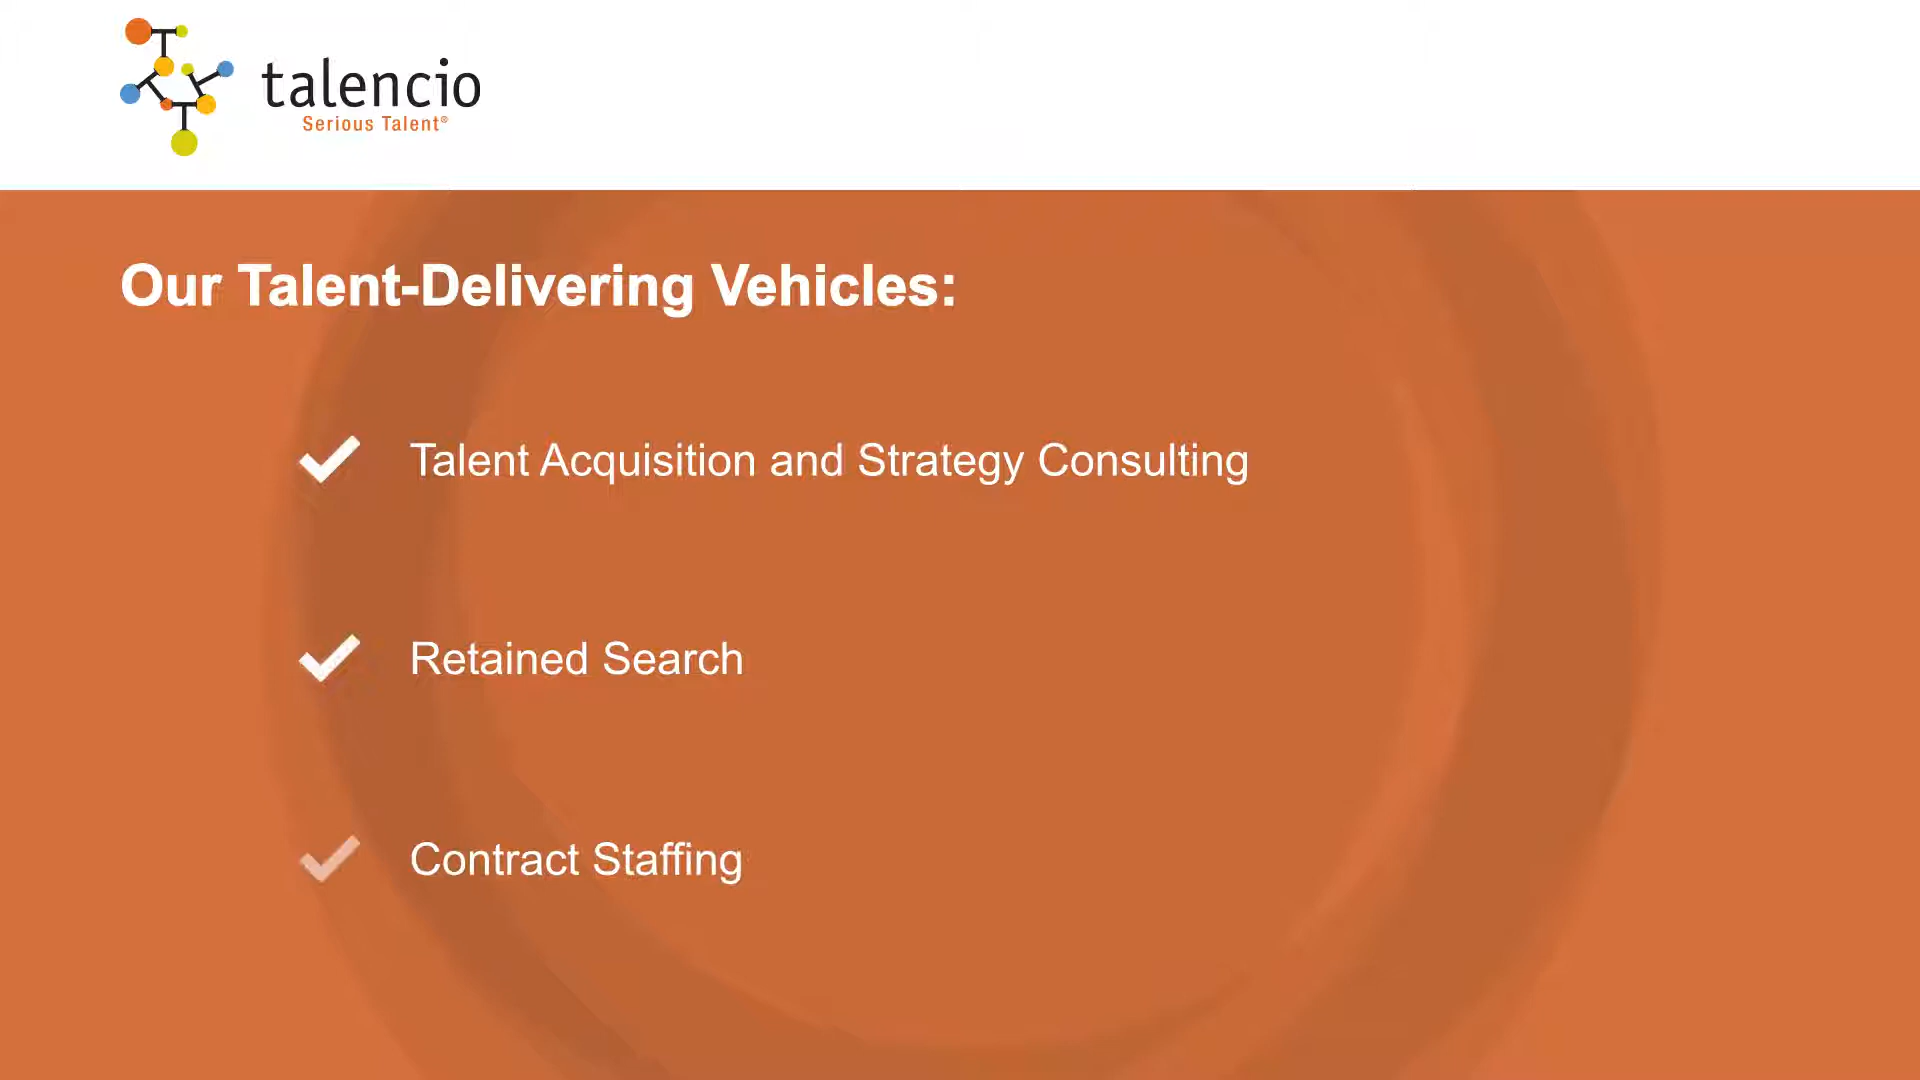 talencio
Serious Talent®
Our Talent-Delivering Vehicles:
Talent Acquisition and Strategy Consulting
Retained Search
Contract Staffing